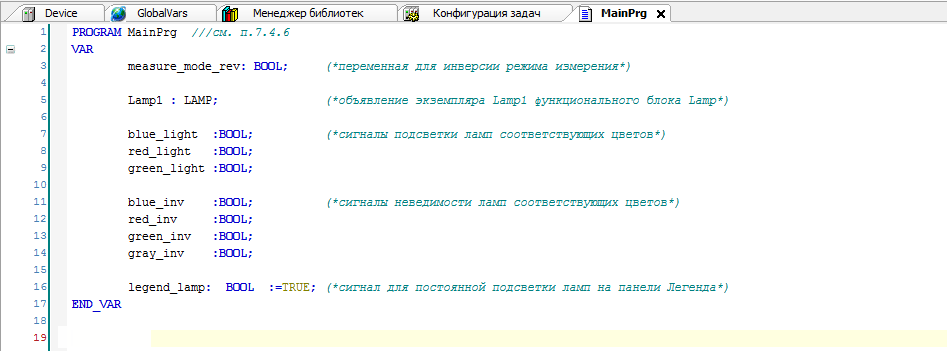 Device GlobalVars Менеджер библиотек Конфигурация задач MainPrg
1 PROGRAM MainPrg ///см. п.7.4.6
2 VAR
3 measure_mode_rev: BOOL; (*переменная для инверсии режима измерения*)
4
5 Lamp1 : LAMP; (*объявление экземпляра Lamp1 функционального блока Lamp*)
6
7 blue_light :BOOL; (*сигналы подсветки ламп соответствующих цветов*)
8 red_light :BOOL;
9 green_light :BOOL;
10
11 blue_inv :BOOL; (*сигналы неведимости ламп соответствующих цветов*)
12 red_inv :BOOL;
13 green_inv :BOOL;
14 gray_inv :BOOL;
15
16 legend_lamp: BOOL :=TRUE; (*сигнал для постоянной подсветки ламп на панели Легенда*)
17 END_VAR
18
19